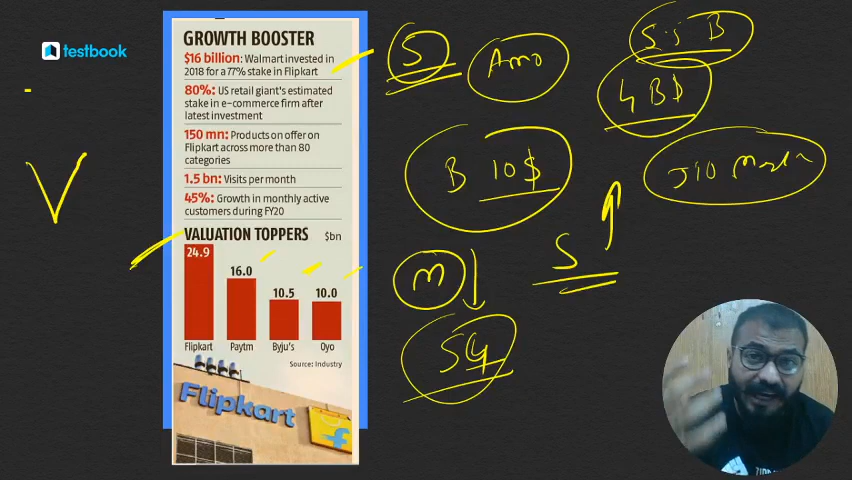 testbook
GROWTH BOOSTER
$16 billion: Walmart invested in
2018 for a 77% stake in Flipkart
80%: US retail giant's estimated
stake in e-commerce firm after
latest investment
150 mn: Products on offer on
Flipkart across more than 80
categories
1.5 bn: Visits per month
45%: Growth in monthly active
customers during FY20
VALUATION TOPPERS $bn
24.9
16.0
10.5
10.0
Flipkart Paytm Byju's Oyo
Source: Industry
Flipkart
S
Amo
4 B$
B 10 $
V
M
S